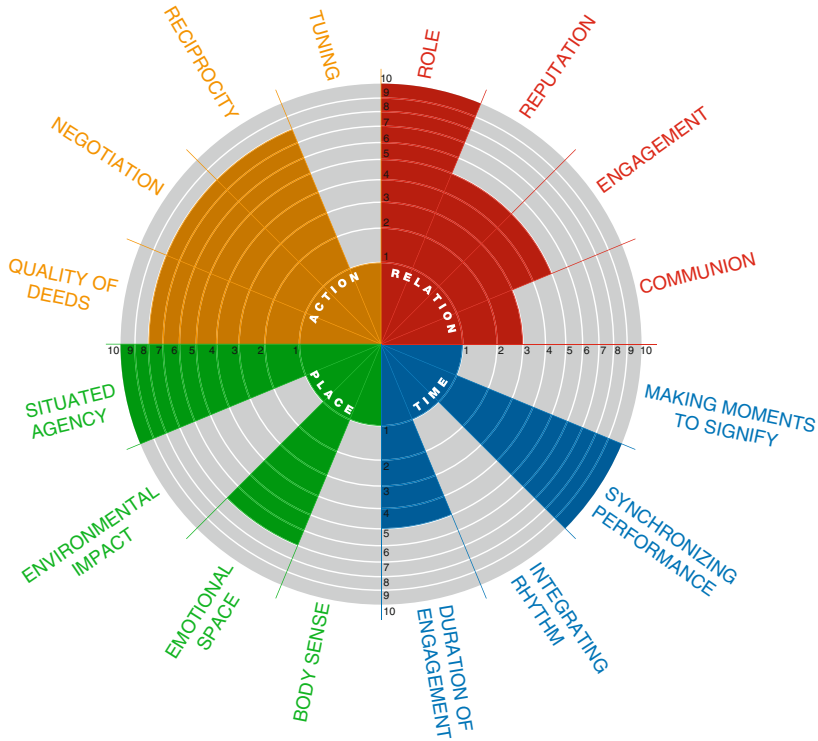 TUNING
ROLE
RECIPROCITY
REPUTATION
NEGOTIATION
ENGAGEMENT
QUALITY OF
DEEDS
COMMUNION
ACTION
RELATION
PLACE
TIME
10
9
8
7
6
5
4
3
2
1
10 9 8 7 6 5 4 3 2 1
1 2 3 4 5 6 7 8 9 10
1
2
3
4
5
6
7
8
9
10
SITUATED
AGENCY
MAKING MOMENTS
TO SIGNIFY
ENVIRONMENTAL
IMPACT
SYNCHRONIZING
PERFORMANCE
EMOTIONAL
SPACE
INTEGRATING
RHYTHM
BODY SENSE
DURATION OF
ENGAGEMENT